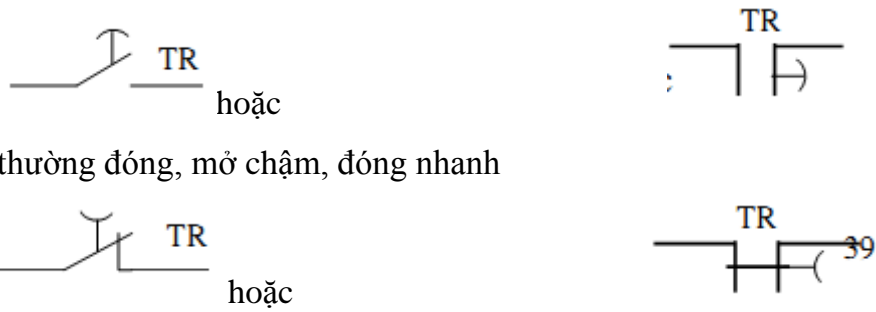 TR
TR
hoặc
thường đóng, mở chậm, đóng nhanh
TR
TR
39
hoặc